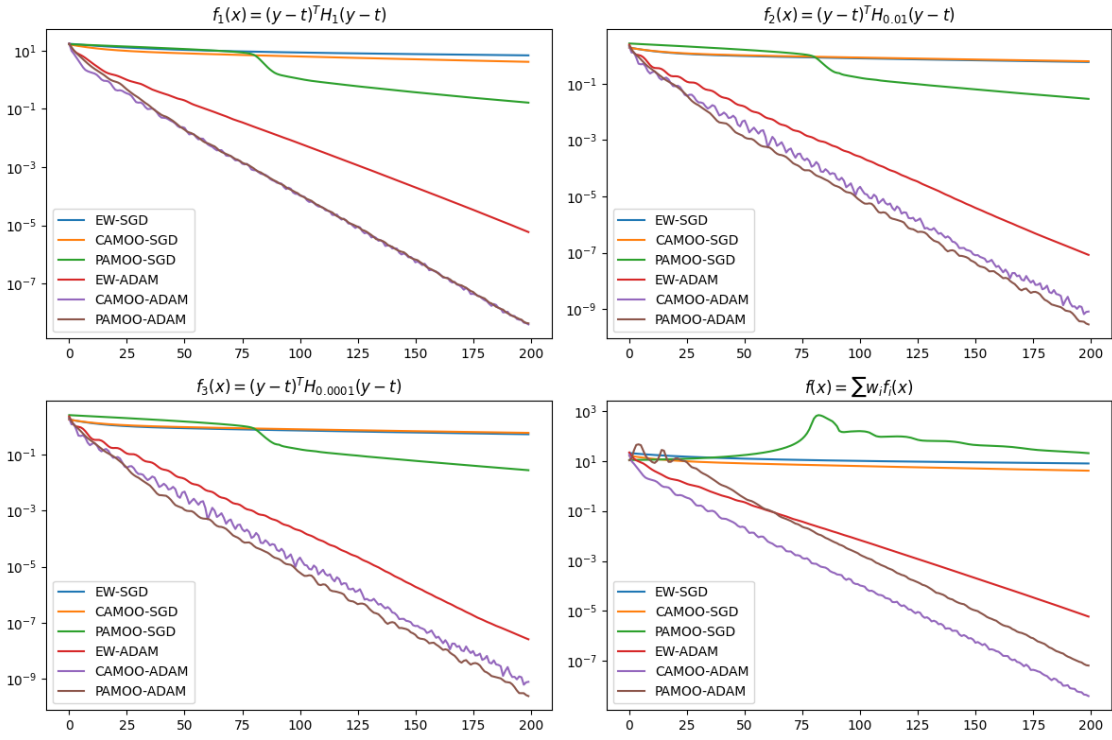 f₁(x) = (y − t)ᵀH₁(y − t)
10¹
10⁻¹
10⁻³
10⁻⁵
10⁻⁷
EW-SGD
CAMOO-SGD
PAMOO-SGD
EW-ADAM
CAMOO-ADAM
PAMOO-ADAM
0 25 50 75 100 125 150 175 200
f₂(x) = (y − t)ᵀH₀.₀₁(y − t)
10⁻¹
10⁻³
10⁻⁵
10⁻⁷
10⁻⁹
EW-SGD
CAMOO-SGD
PAMOO-SGD
EW-ADAM
CAMOO-ADAM
PAMOO-ADAM
0 25 50 75 100 125 150 175 200
f₃(x) = (y − t)ᵀH₀.₀₀₀₁(y − t)
10⁻¹
10⁻³
10⁻⁵
10⁻⁷
10⁻⁹
EW-SGD
CAMOO-SGD
PAMOO-SGD
EW-ADAM
CAMOO-ADAM
PAMOO-ADAM
0 25 50 75 100 125 150 175 200
f(x) = ∑wᵢfᵢ(x)
10³
10¹
10⁻¹
10⁻³
10⁻⁵
10⁻⁷
EW-SGD
CAMOO-SGD
PAMOO-SGD
EW-ADAM
CAMOO-ADAM
PAMOO-ADAM
0 25 50 75 100 125 150 175 200